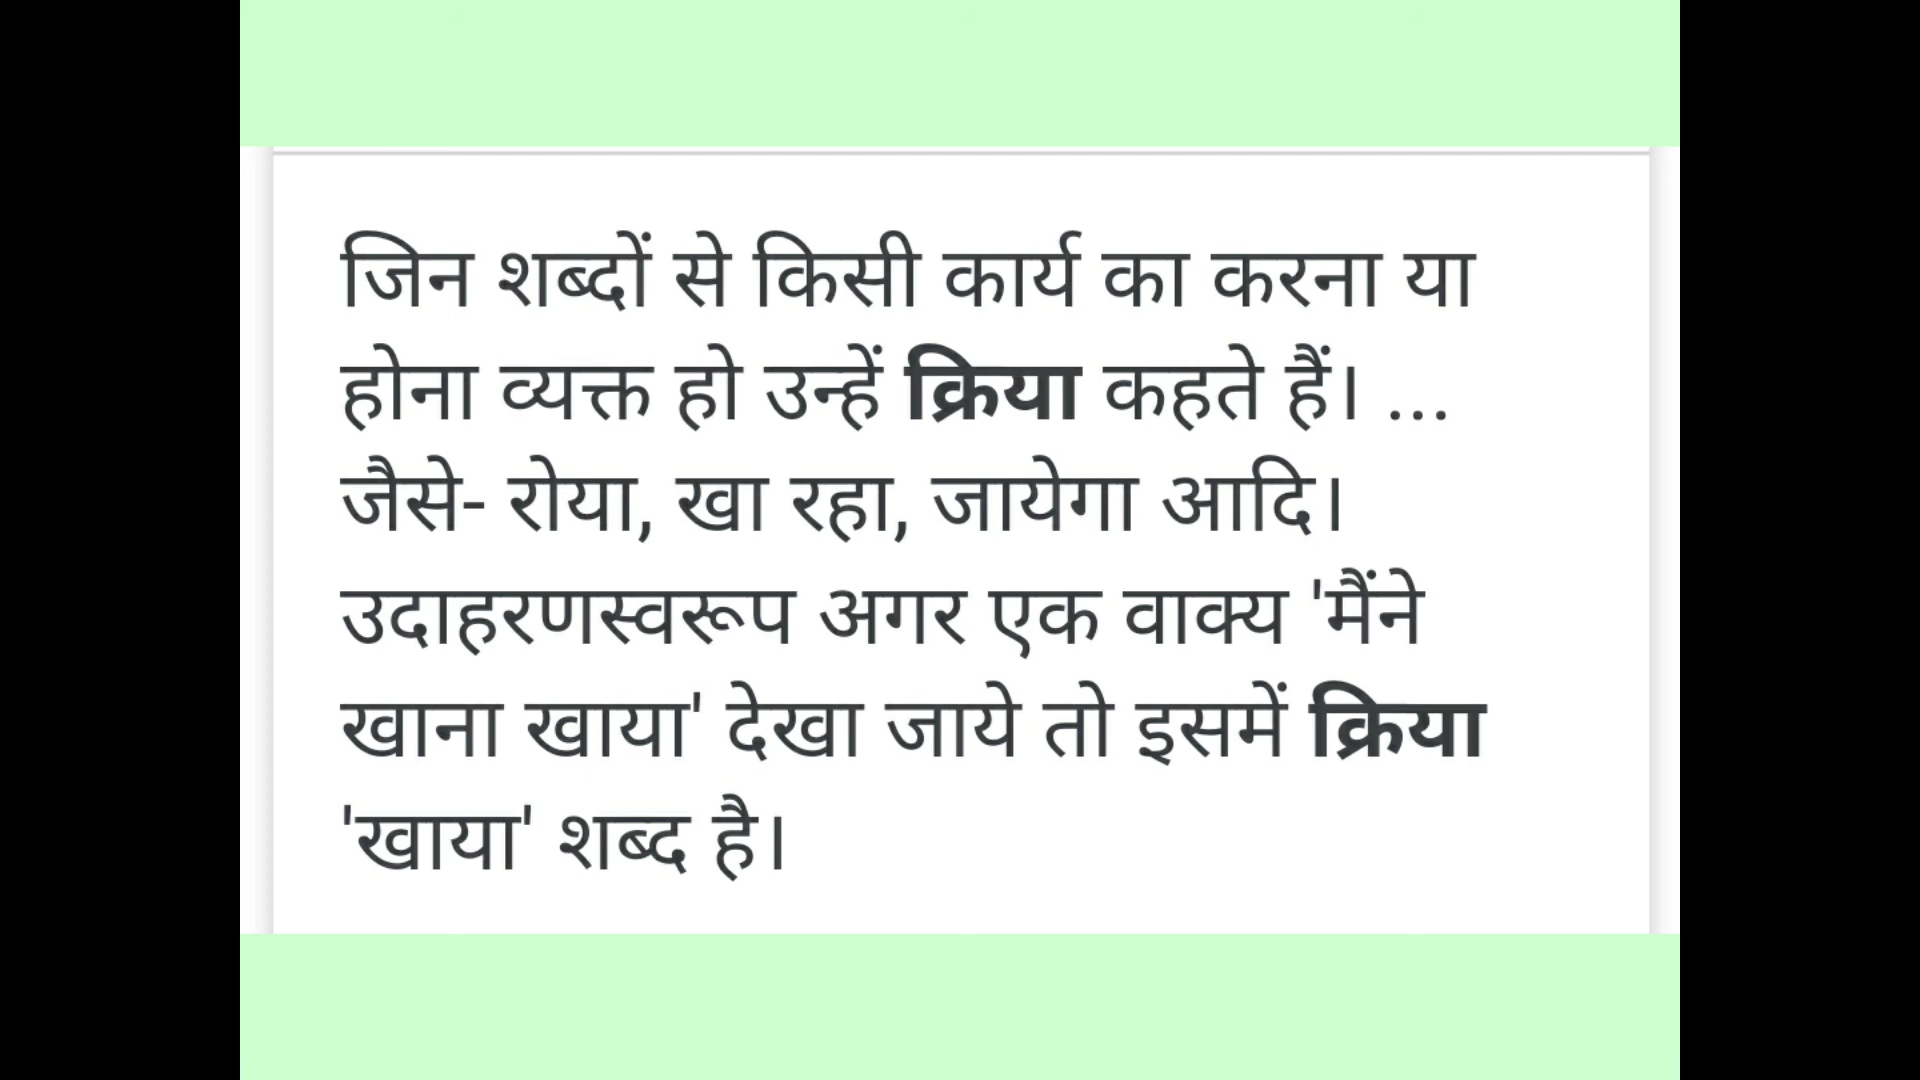 जिन शब्दों से किसी कार्य का करना या
होना व्यक्त हो उन्हें क्रिया कहते हैं। ...
जैसे- रोया, खा रहा, जायेगा आदि।
उदाहरणस्वरूप अगर एक वाक्य 'मैंने
खाना खाया' देखा जाये तो इसमें क्रिया
'खाया' शब्द है।